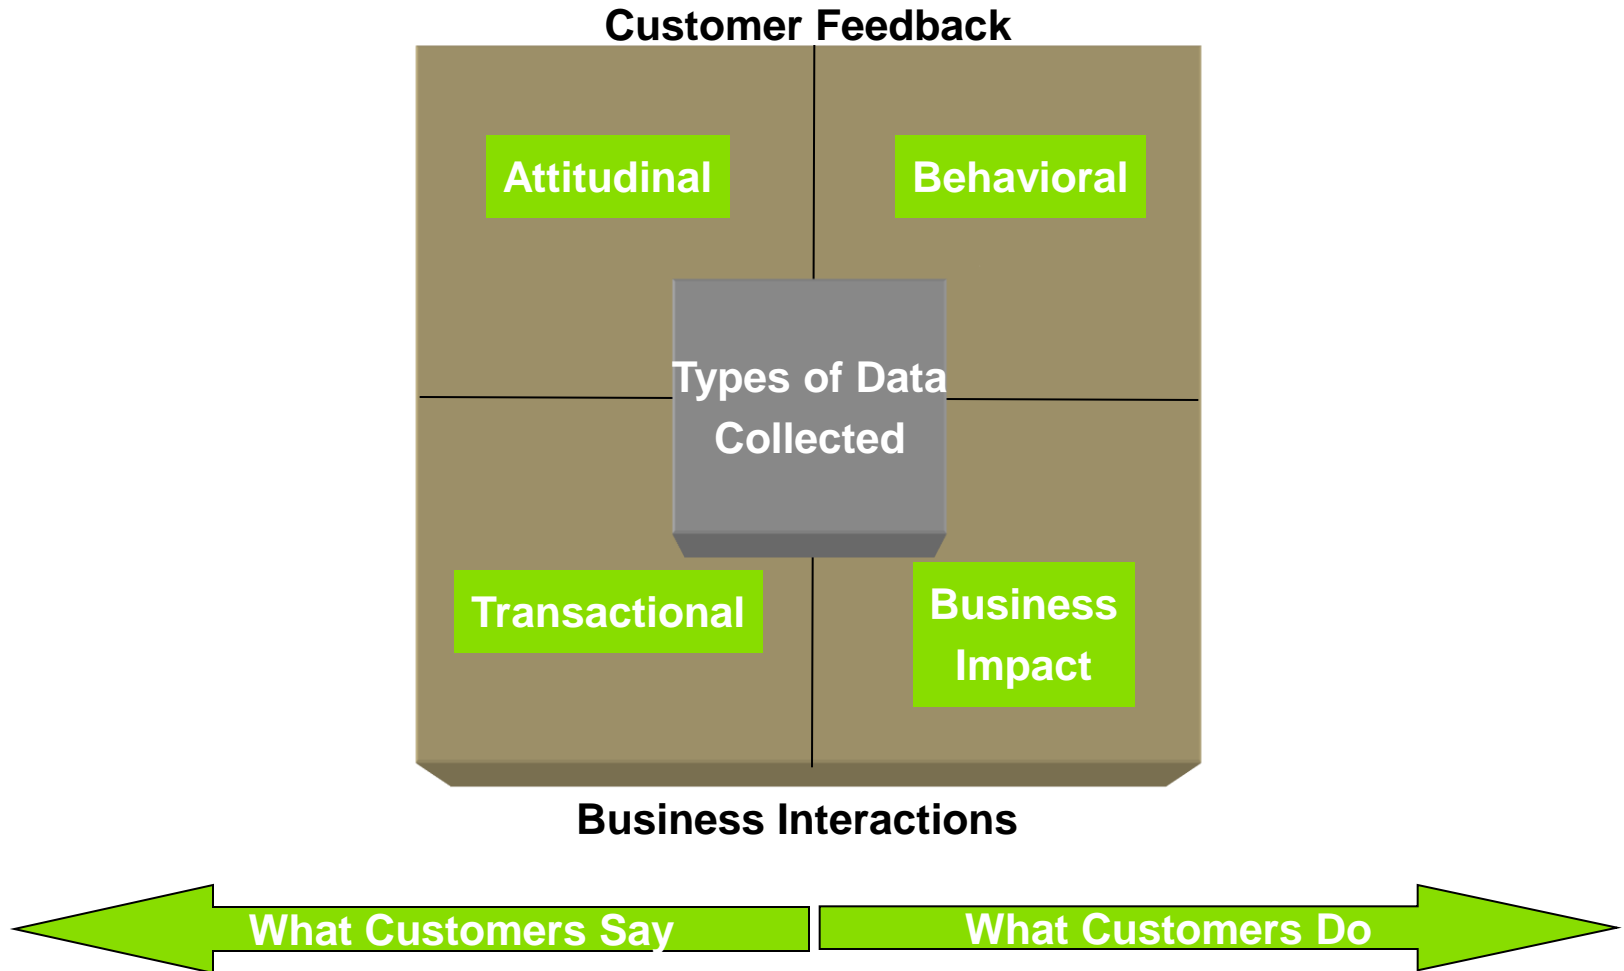 Customer Feedback
Attitudinal
Behavioral
Types of Data
Collected
Transactional
Business
Impact
Business Interactions
What Customers Say
What Customers Do